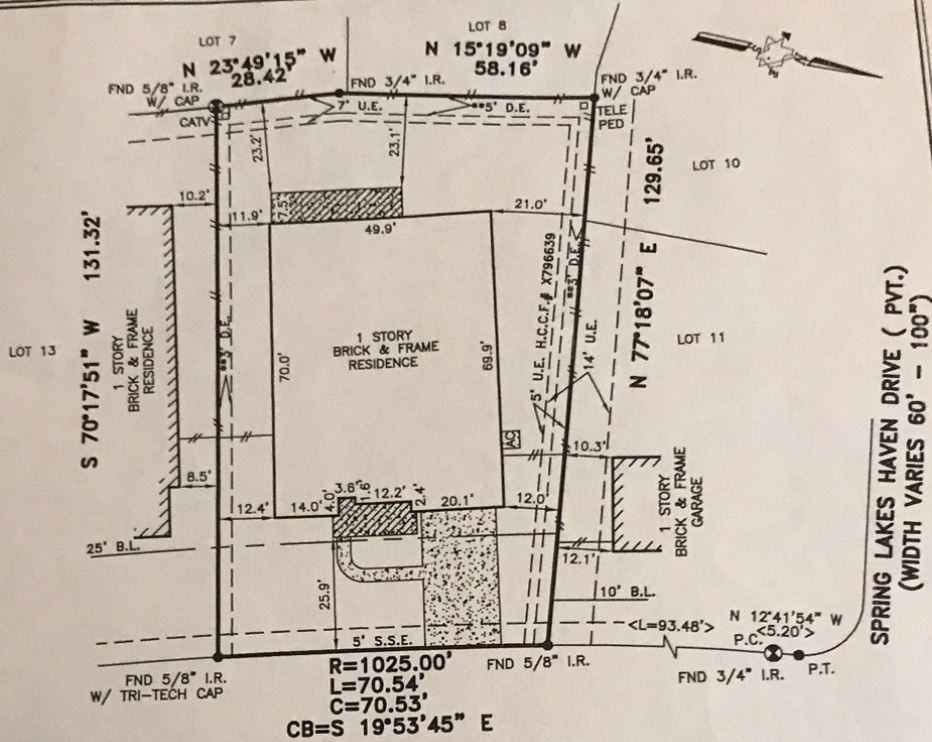 LOT 7
LOT 8
N 23°49'15" W
28.42'
N 15°19'09" W
58.16'
FND 5/8" I.R.
W/ CAP
FND 3/4" I.R.
FND 3/4" I.R.
W/ CAP
CATV
7' U.E.
**5' D.E.
TELE
PED
23.2'
23.1'
129.65'
LOT 10
10.2'
11.9'
7.5'
49.9'
21.0'
S 70°17'51" W 131.32'
LOT 13
1 STORY
BRICK & FRAME
RESIDENCE
**3' D.E.
70.0'
1 STORY
BRICK & FRAME
RESIDENCE
69.9'
5' U.E. H.C.C.F.# X796639
**3' D.E.
14' U.E.
N 77°18'07" E
LOT 11
SPRING LAKES HAVEN DRIVE ( PVT.)
(WIDTH VARIES 60' - 100')
AC
10.3'
8.5'
12.4'
14.0'
4.0'
3.6'
1.6'
12.2'
2.4'
20.1'
12.0'
1 STORY
BRICK & FRAME
GARAGE
25' B.L.
12.1'
25.9'
10' B.L.
5' S.S.E.
<L=93.48'>
N 12°41'54" W
<5.20'>
P.C.
FND 5/8" I.R.
W/ TRI-TECH CAP
R=1025.00'
L=70.54'
C=70.53'
CB=S 19°53'45" E
FND 5/8" I.R.
FND 3/4" I.R.
P.T.